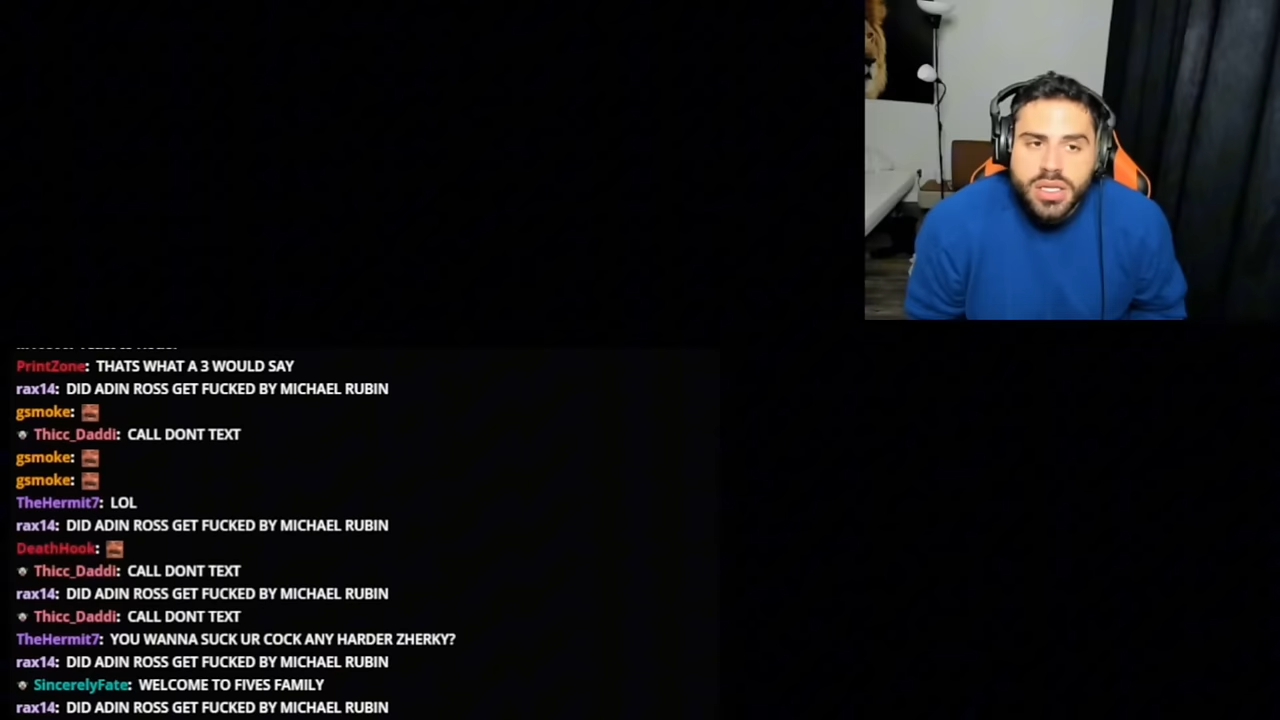 PrintZone: THATS WHAT A 3 WOULD SAY
rax14: DID ADIN ROSS GET FUCKED BY MICHAEL RUBIN
gsmoke:
Thicc_Daddi: CALL DONT TEXT
gsmoke:
gsmoke:
TheHermit7: LOL
rax14: DID ADIN ROSS GET FUCKED BY MICHAEL RUBIN
DeathHook:
Thicc_Daddi: CALL DONT TEXT
rax14: DID ADIN ROSS GET FUCKED BY MICHAEL RUBIN
Thicc_Daddi: CALL DONT TEXT
TheHermit7: YOU WANNA SUCK UR COCK ANY HARDER ZHERKY?
rax14: DID ADIN ROSS GET FUCKED BY MICHAEL RUBIN
SincerelyFate: WELCOME TO FIVES FAMILY
rax14: DID ADIN ROSS GET FUCKED BY MICHAEL RUBIN